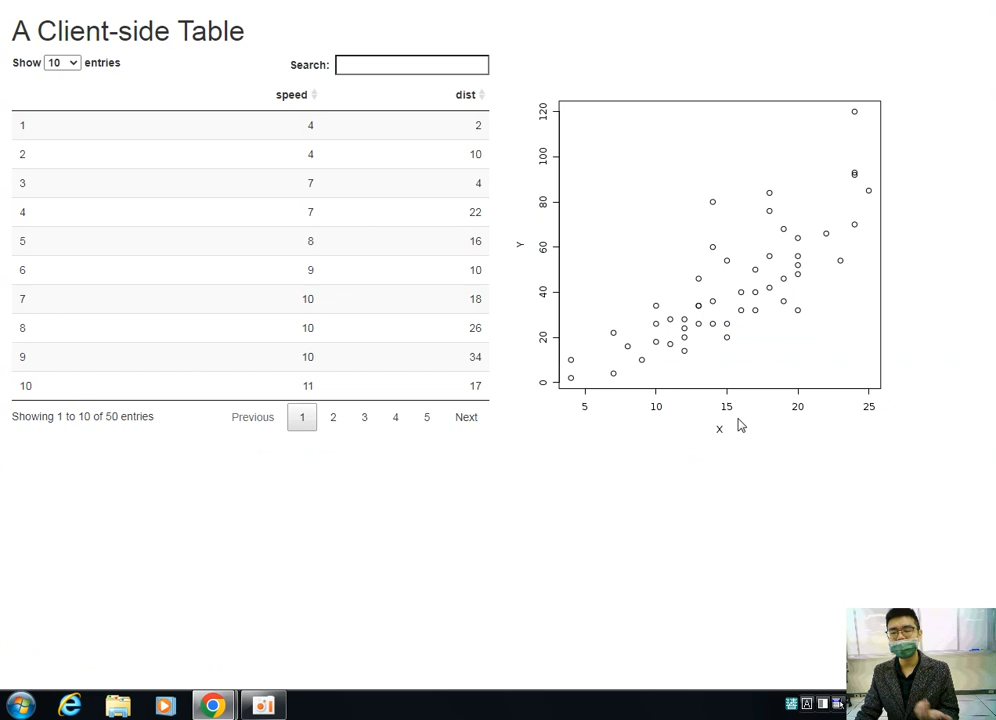 A Client-side Table
Show 10 entries
Search:
speed dist
1 4 2
2 4 10
3 7 4
4 7 22
5 8 16
6 9 10
7 10 18
8 10 26
9 10 34
10 11 17
Showing 1 to 10 of 50 entries
Previous 1 2 3 4 5 Next
120
100
80
60
40
20
0
Y
5 10 15 20 25
X
A